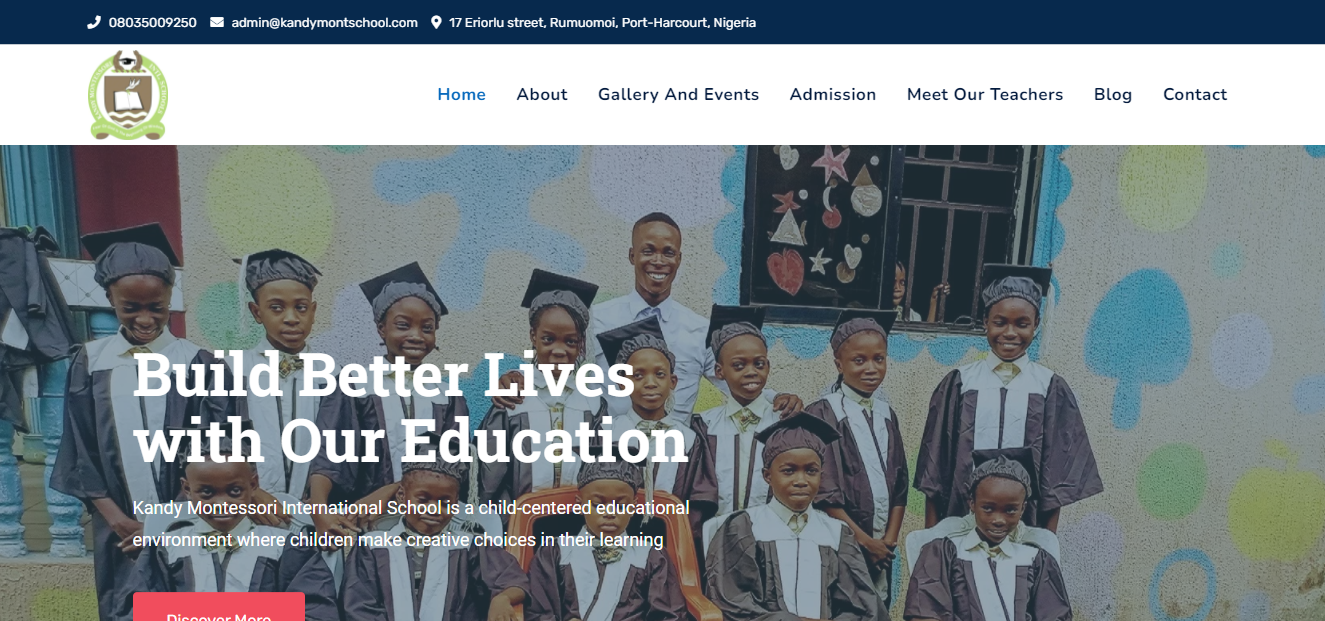 08035009250 admin@kandymontschool.com 17 Eriorlu street, Rumuomoi, Port-Harcourt, Nigeria
Home About Gallery And Events Admission Meet Our Teachers Blog Contact
Build Better Lives
with Our Education
Kandy Montessori International School is a child-centered educational
environment where children make creative choices in their learning
Discover More